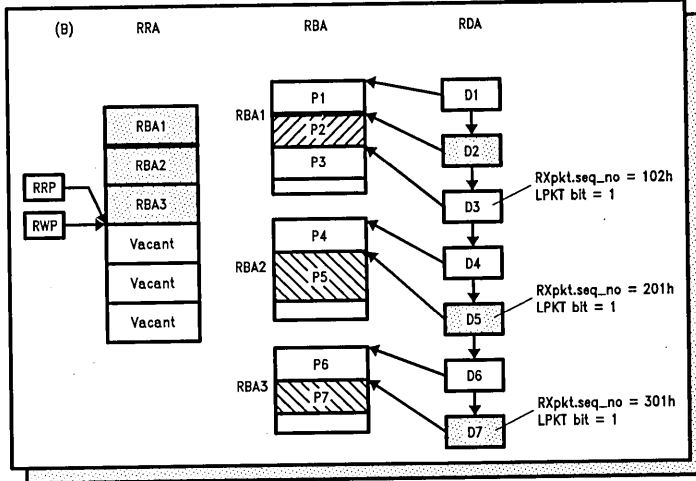 (B) RRA RBA RDA
RBA1
RBA2
RBA3
Vacant
Vacant
Vacant
RRP
RWP
RBA1
P1
P2
P3
RBA2
P4
P5
RBA3
P6
P7
D1
D2
D3
D4
D5
D6
D7
RXpkt.seq_no = 102h
LPKT bit = 1
RXpkt.seq_no = 201h
LPKT bit = 1
RXpkt.seq_no = 301h
LPKT bit = 1